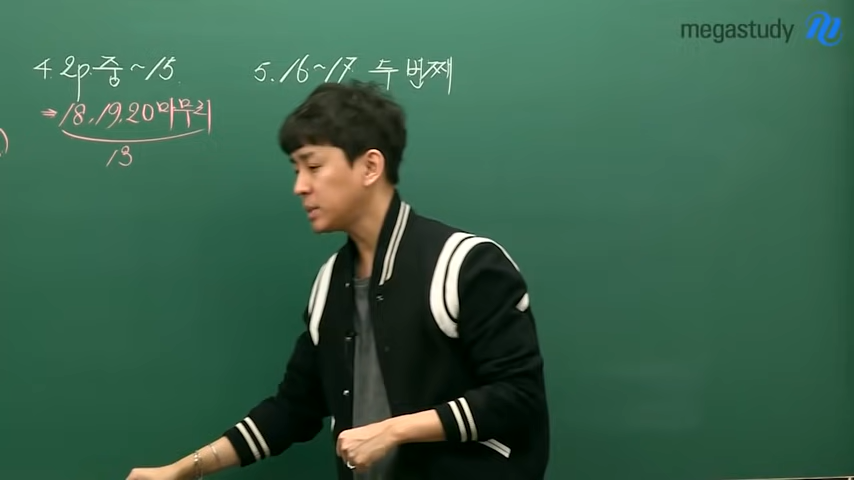 megastudy
4. 2p 중 ~15.
⇒ 18, 19, 20 마무리
13
5. 16~17 두 번째